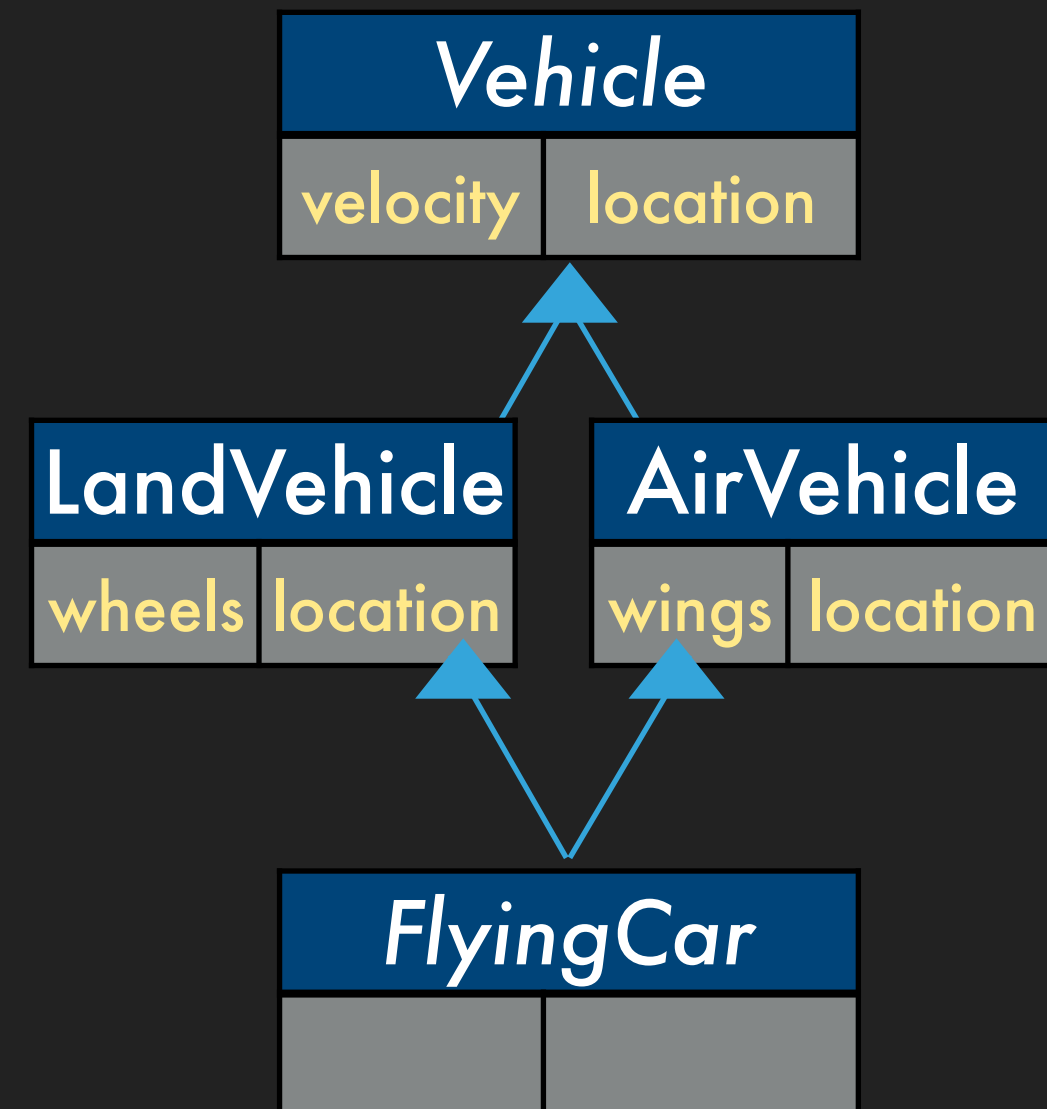 Vehicle
velocity location
LandVehicle AirVehicle
wheels location wings location
FlyingCar